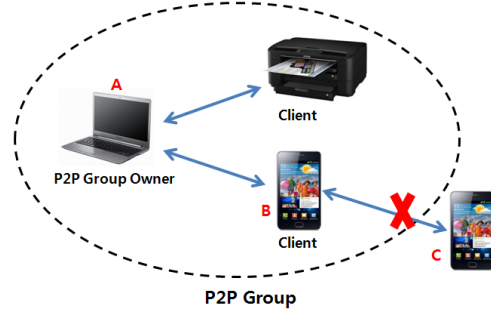 A
Client
P2P Group Owner
B
Client
C
P2P Group